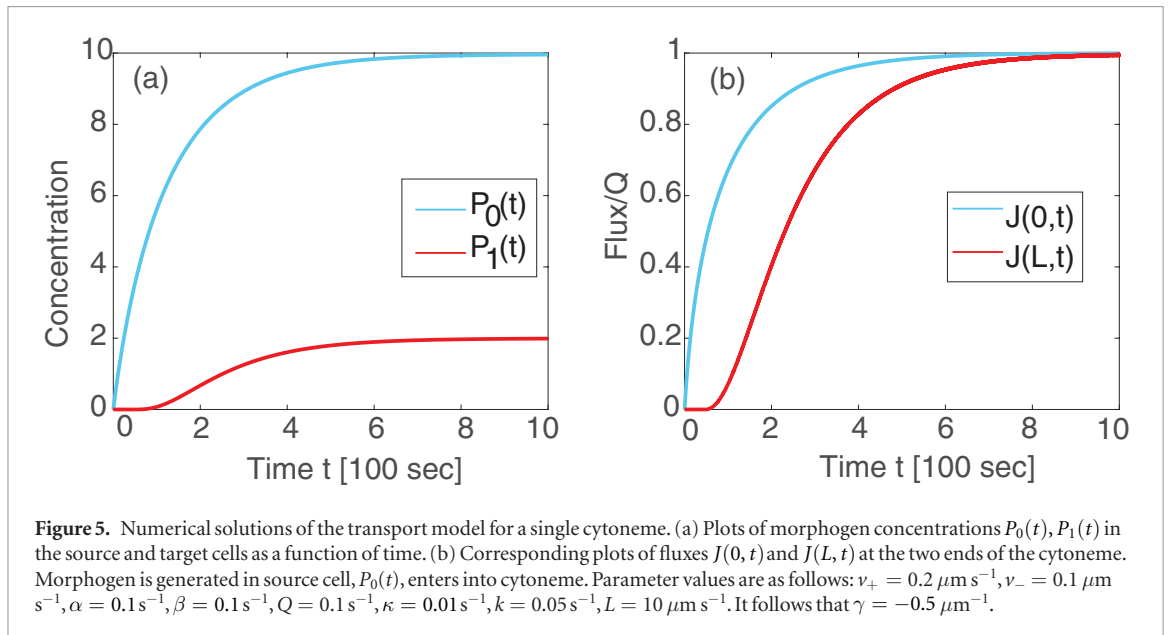 (a)
10
8
6
4
2
0
Concentration
P0(t)
P1(t)
0 2 4 6 8 10
Time t [100 sec]
(b)
1
0.8
0.6
0.4
0.2
0
Flux/Q
J(0,t)
J(L,t)
0 2 4 6 8 10
Time t [100 sec]
Figure 5. Numerical solutions of the transport model for a single cytoneme. (a) Plots of morphogen concentrations P₀(t), P₁(t) in
the source and target cells as a function of time. (b) Corresponding plots of fluxes J(0, t) and J(L, t) at the two ends of the cytoneme.
Morphogen is generated in source cell, P₀(t), enters into cytoneme. Parameter values are as follows: ν₊ = 0.2 μm s⁻¹, ν₋ = 0.1 μm
s⁻¹, α = 0.1 s⁻¹, β = 0.1 s⁻¹, Q = 0.1 s⁻¹, κ = 0.01 s⁻¹, k = 0.05 s⁻¹, L = 10 μm s⁻¹. It follows that γ = −0.5 μm⁻¹.